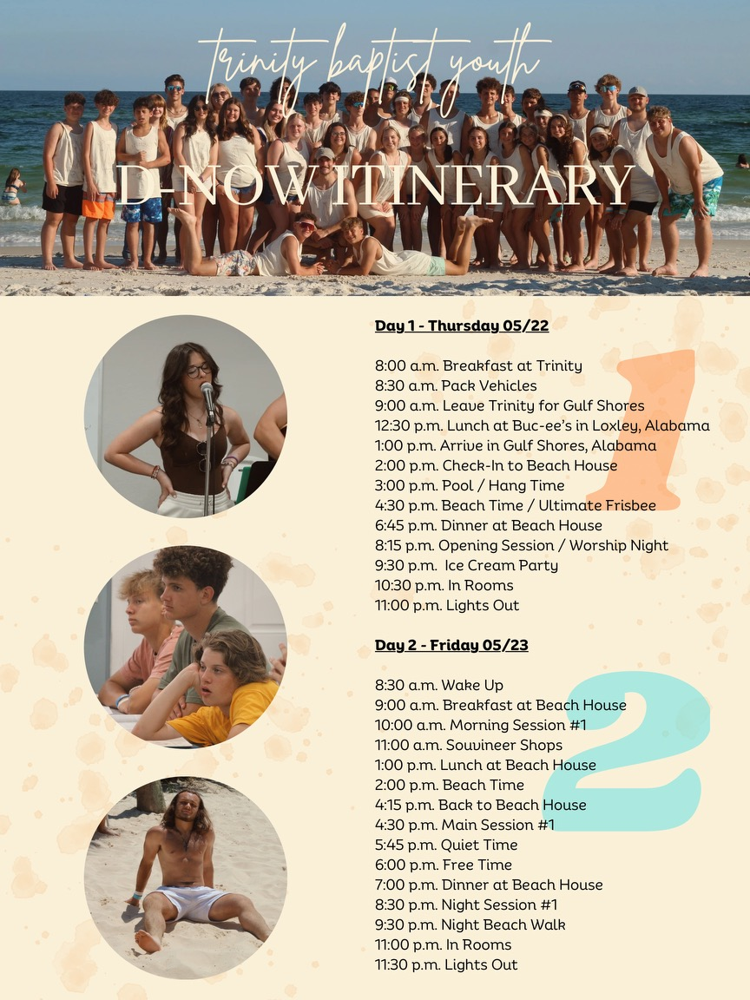 trinity baptist youth
D-NOW ITINERARY
Day 1 - Thursday 05/22
8:00 a.m. Breakfast at Trinity
8:30 a.m. Pack Vehicles
9:00 a.m. Leave Trinity for Gulf Shores
12:30 p.m. Lunch at Buc-ee's in Loxley, Alabama
1:00 p.m. Arrive in Gulf Shores, Alabama
2:00 p.m. Check-In to Beach House
3:00 p.m. Pool / Hang Time
4:30 p.m. Beach Time / Ultimate Frisbee
6:45 p.m. Dinner at Beach House
8:15 p.m. Opening Session / Worship Night
9:30 p.m.  Ice Cream Party
10:30 p.m. In Rooms
11:00 p.m. Lights Out
1
Day 2 - Friday 05/23
8:30 a.m. Wake Up
9:00 a.m. Breakfast at Beach House
10:00 a.m. Morning Session #1
11:00 a.m. Souvineer Shops
1:00 p.m. Lunch at Beach House
2:00 p.m. Beach Time
4:15 p.m. Back to Beach House
4:30 p.m. Main Session #1
5:45 p.m. Quiet Time
6:00 p.m. Free Time
7:00 p.m. Dinner at Beach House
8:30 p.m. Night Session #1
9:30 p.m. Night Beach Walk
11:00 p.m. In Rooms
11:30 p.m. Lights Out
2